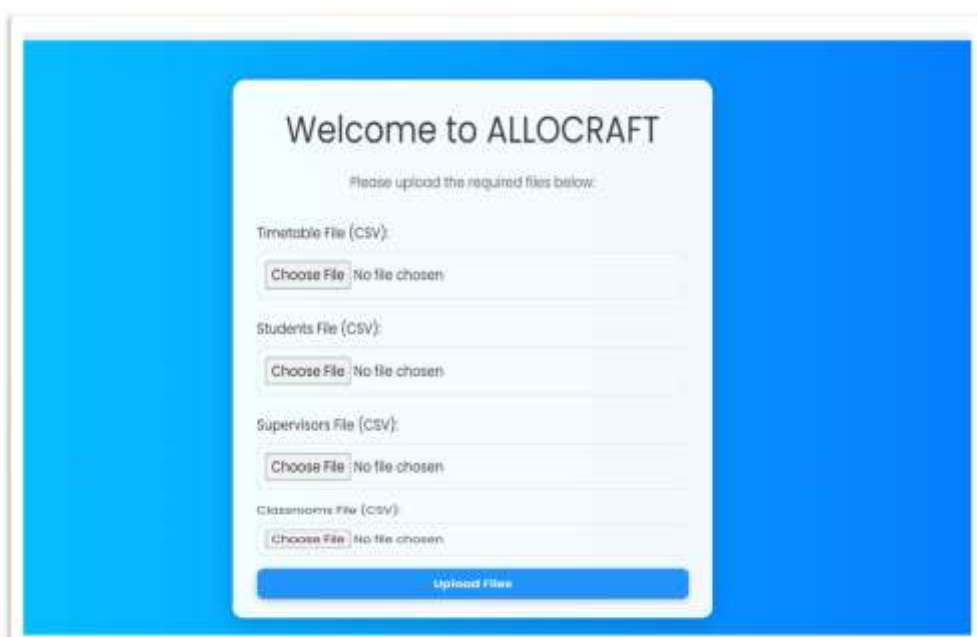 Welcome to ALLOCRAFT
Please upload the required files below:
Timetable File (CSV):
Choose File No file chosen
Students File (CSV):
Choose File No file chosen
Supervisors File (CSV):
Choose File No file chosen
Classrooms File (CSV):
Choose File No file chosen
Upload Files